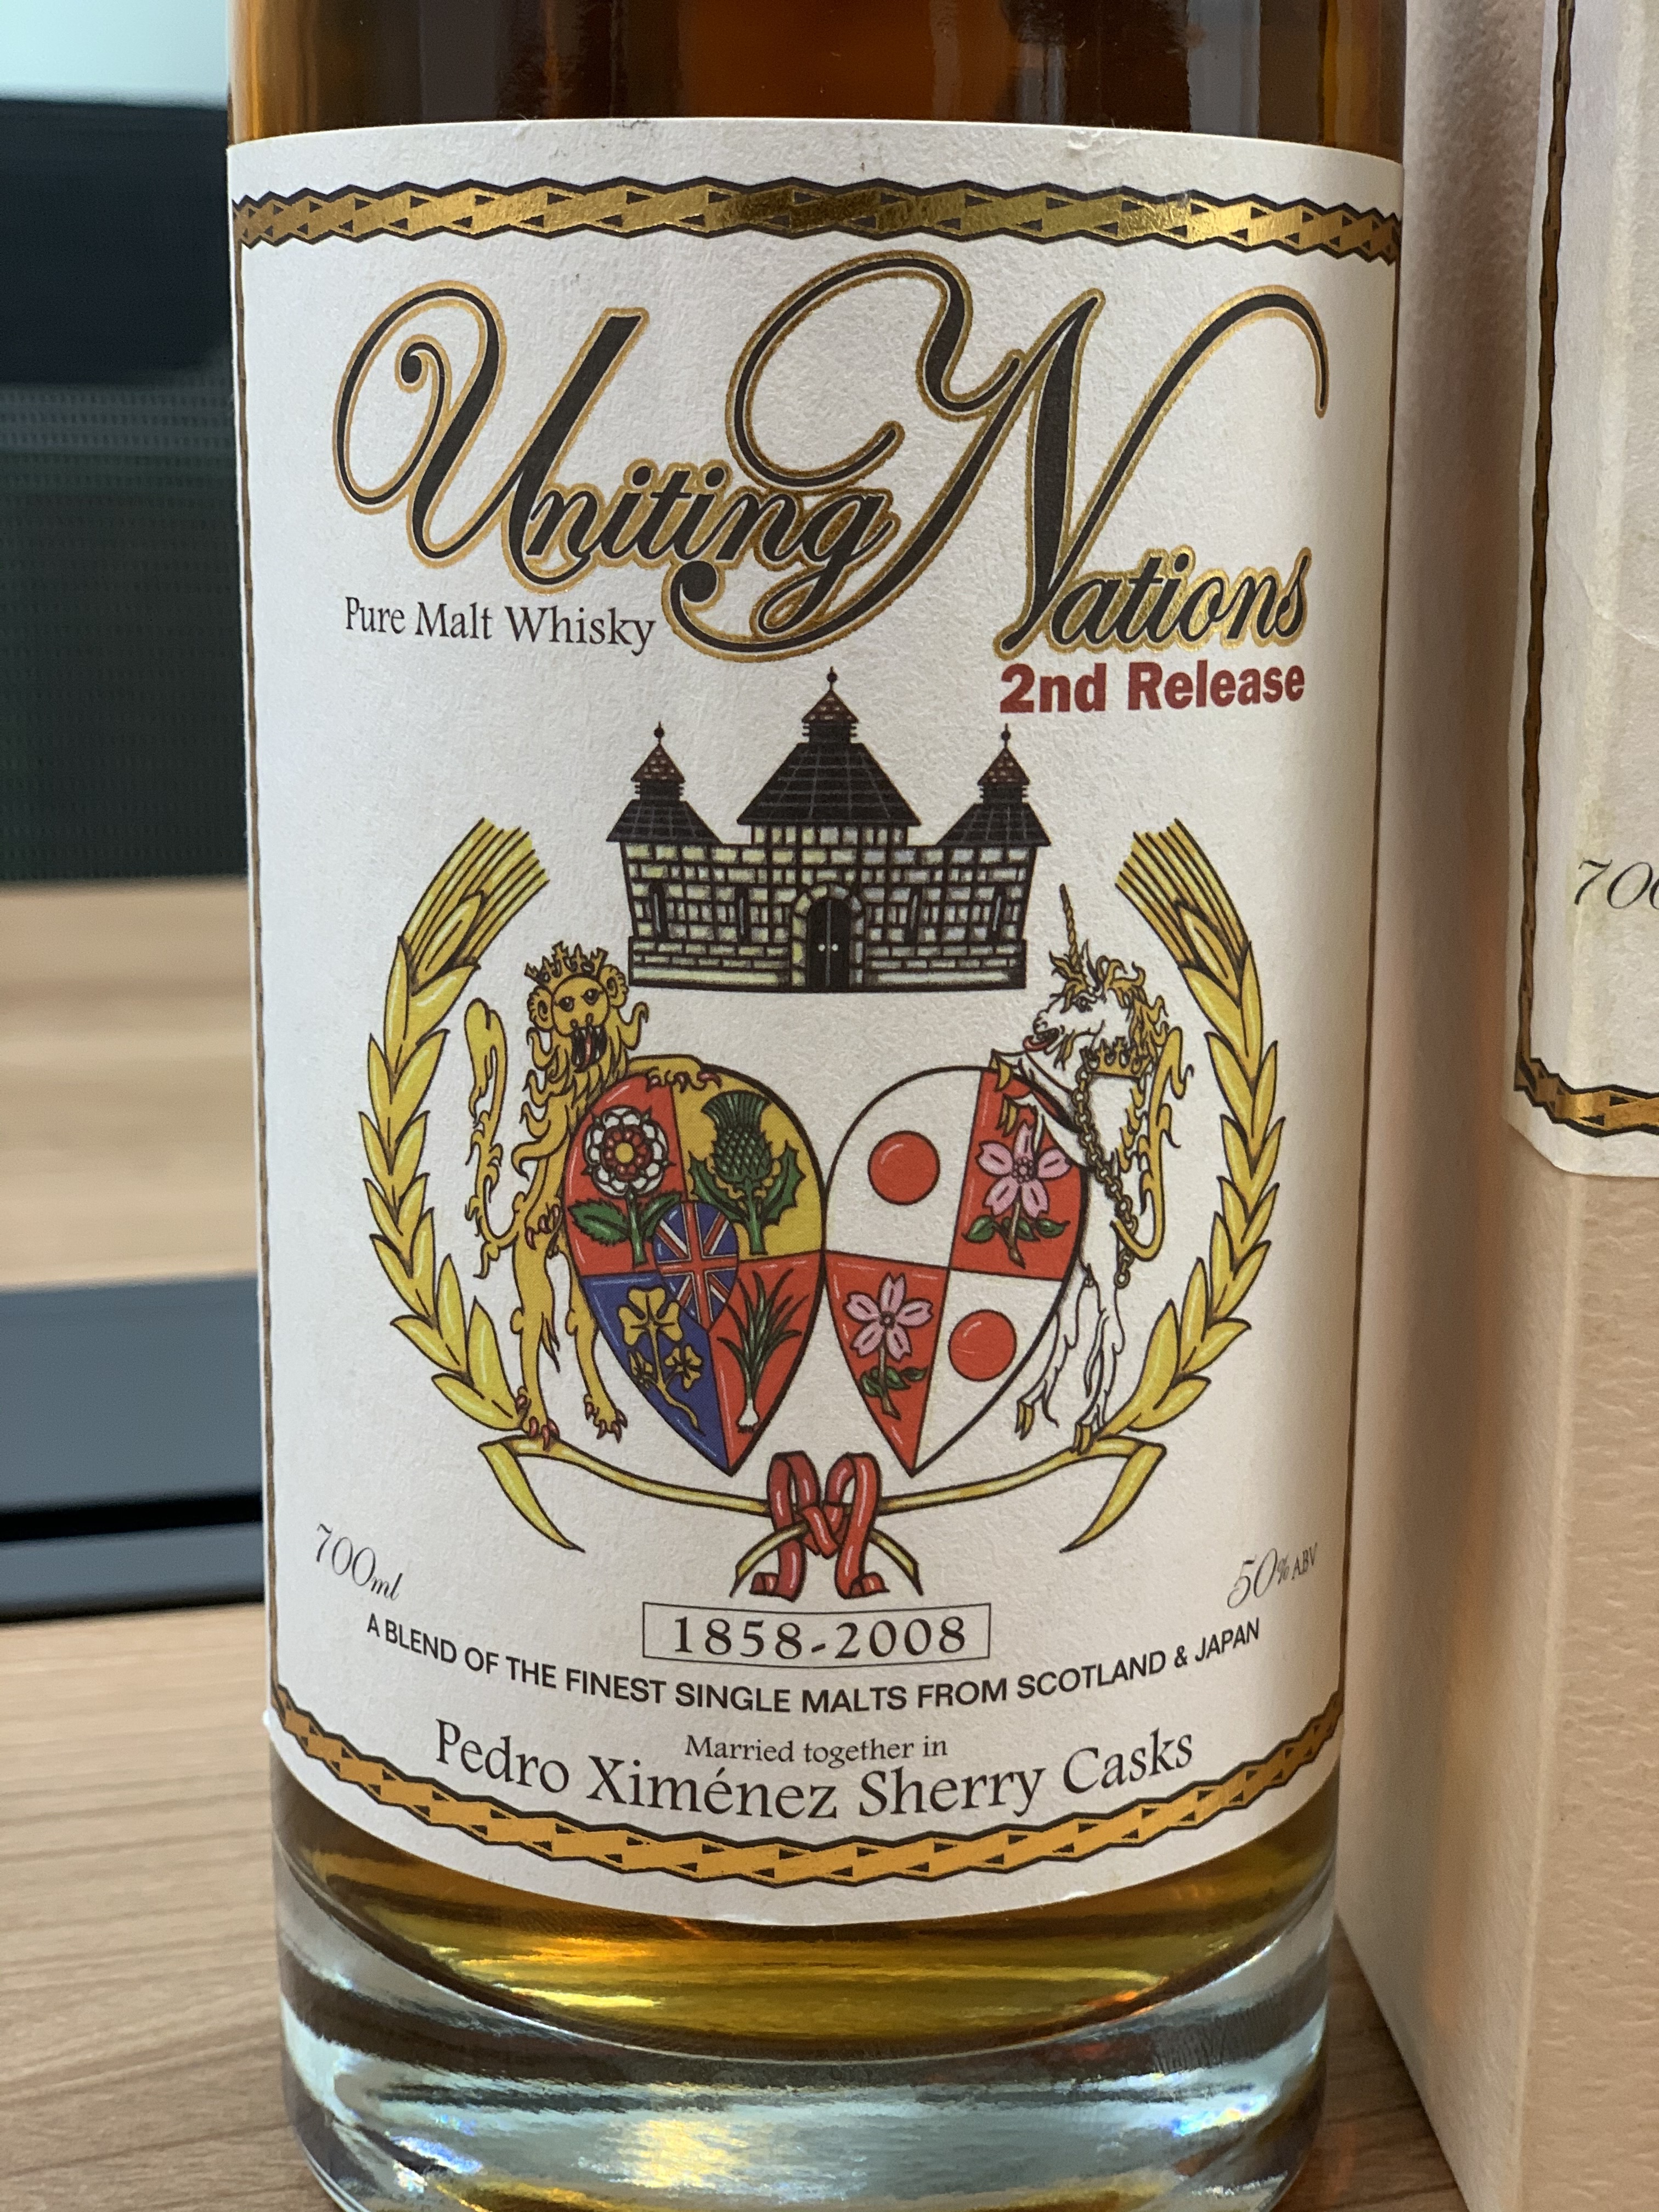 Uniting Nations
Pure Malt Whisky
2nd Release
700ml
50% ABV
1858-2008
A BLEND OF THE FINEST SINGLE MALTS FROM SCOTLAND & JAPAN
Married together in
Pedro Ximénez Sherry Casks